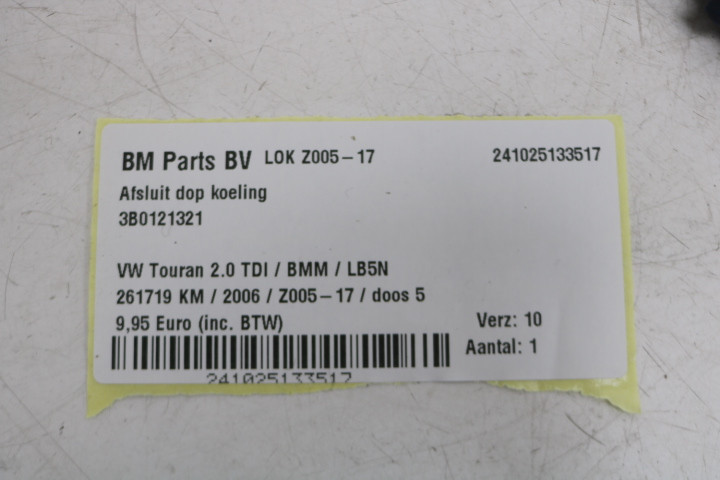 BM Parts BV LOK Z005-17 241025133517
Afsluit dop koeling
3B0121321
VW Touran 2.0 TDI / BMM / LB5N
261719 KM / 2006 / Z005-17 / doos 5
9,95 Euro (inc. BTW) Verz: 10
Aantal: 1
241025133517